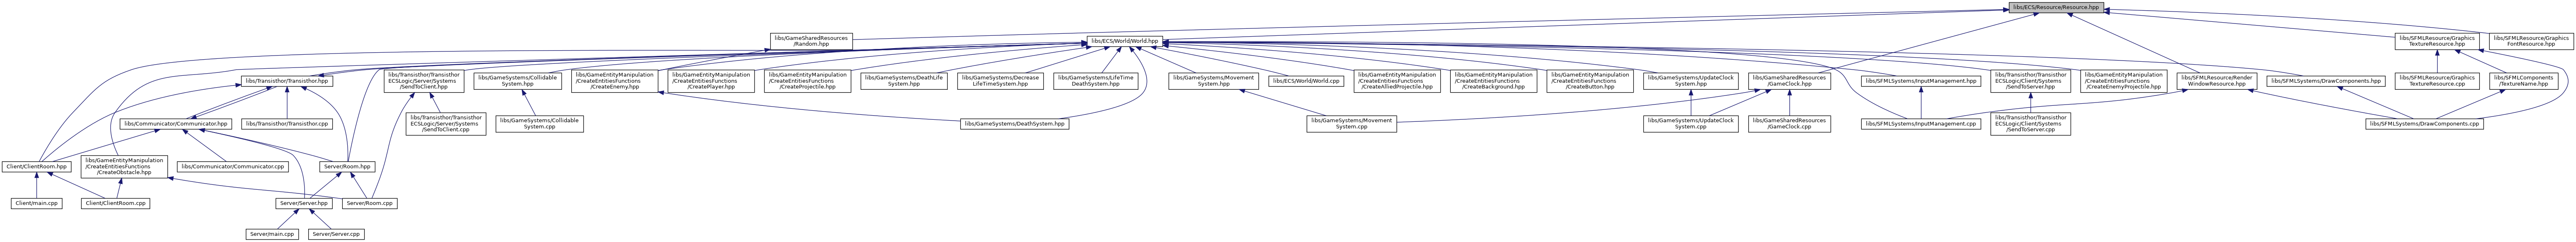 libs/ECS/Resource/Resource.hpp
libs/GameSharedResources
/Random.hpp
libs/ECS/World/World.hpp
libs/SFMLResource/Graphics
TextureResource.hpp
libs/SFMLResource/Graphics
FontResource.hpp
libs/Transisthor/Transisthor.hpp
libs/Transisthor/Transisthor
ECSLogic/Server/Systems
/SendToClient.hpp
libs/GameSystems/Collidable
System.hpp
libs/GameEntityManipulation
/CreateEntitiesFunctions
/CreateEnemy.hpp
libs/GameEntityManipulation
/CreateEntitiesFunctions
/CreatePlayer.hpp
libs/GameEntityManipulation
/CreateEntitiesFunctions
/CreateProjectile.hpp
libs/GameSystems/DeathLife
System.hpp
libs/GameSystems/Decrease
LifeTimeSystem.hpp
libs/GameSystems/LifeTime
DeathSystem.hpp
libs/GameSystems/Movement
System.hpp
libs/ECS/World/World.cpp
libs/GameEntityManipulation
/CreateEntitiesFunctions
/CreateAlliedProjectile.hpp
libs/GameEntityManipulation
/CreateEntitiesFunctions
/CreateBackground.hpp
libs/GameEntityManipulation
/CreateEntitiesFunctions
/CreateButton.hpp
libs/GameSystems/UpdateClock
System.hpp
libs/GameSharedResources
/GameClock.hpp
libs/SFMLSystems/InputManagement.hpp
libs/Transisthor/Transisthor
ECSLogic/Client/Systems
/SendToServer.hpp
libs/GameEntityManipulation
/CreateEntitiesFunctions
/CreateEnemyProjectile.hpp
libs/SFMLResource/Render
WindowResource.hpp
libs/SFMLSystems/DrawComponents.hpp
libs/SFMLResource/Graphics
TextureResource.cpp
libs/SFMLComponents
/TextureName.hpp
libs/Communicator/Communicator.hpp
libs/Transisthor/Transisthor.cpp
libs/Transisthor/Transisthor
ECSLogic/Server/Systems
/SendToClient.cpp
libs/GameSystems/Collidable
System.cpp
libs/GameSystems/DeathSystem.hpp
libs/GameSystems/Movement
System.cpp
libs/GameSystems/UpdateClock
System.cpp
libs/GameSharedResources
/GameClock.cpp
libs/SFMLSystems/InputManagement.cpp
libs/Transisthor/Transisthor
ECSLogic/Client/Systems
/SendToServer.cpp
libs/SFMLSystems/DrawComponents.cpp
Client/ClientRoom.hpp
libs/GameEntityManipulation
/CreateEntitiesFunctions
/CreateObstacle.hpp
libs/Communicator/Communicator.cpp
Server/Room.hpp
Client/main.cpp
Client/ClientRoom.cpp
Server/Server.hpp
Server/Room.cpp
Server/main.cpp
Server/Server.cpp